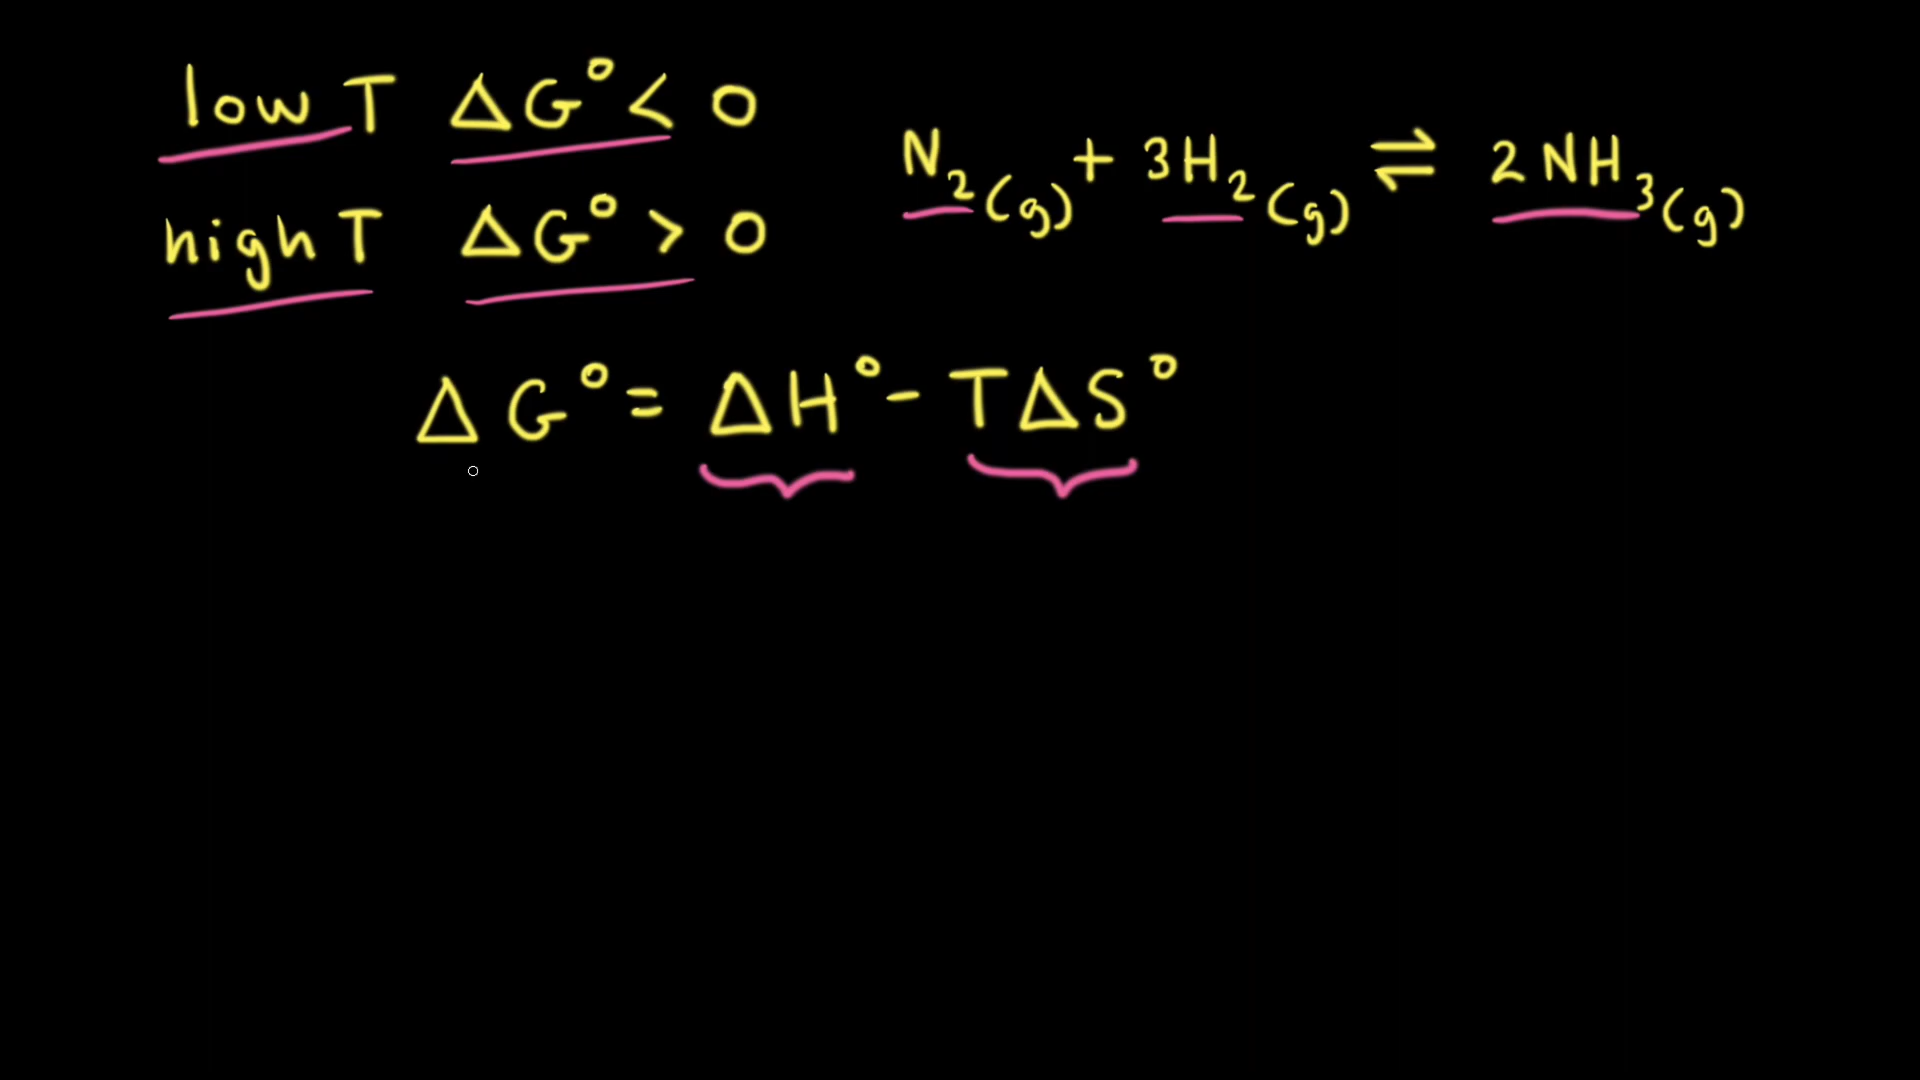 low T ΔG° < 0
N₂(g) + 3H₂(g) ⇌ 2NH₃(g)
high T ΔG° > 0
ΔG° = ΔH° - TΔS°